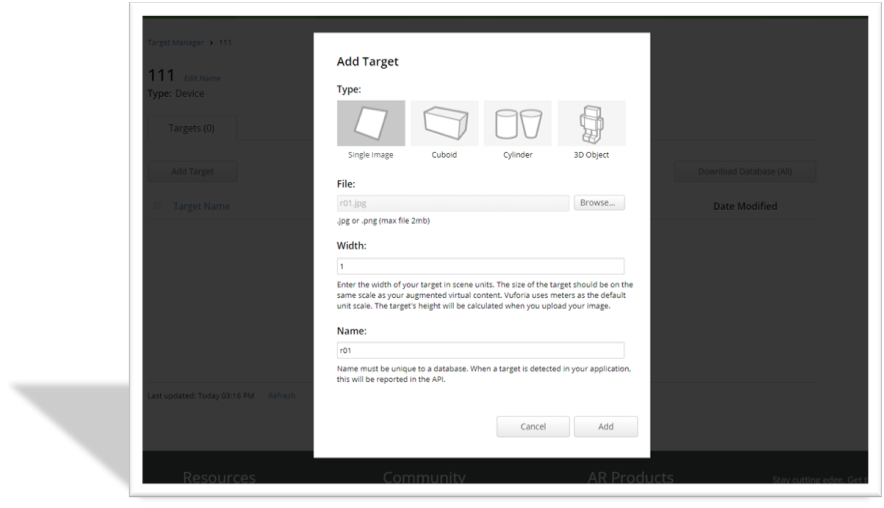 Target Manager > 111
111 Edit Name
Type: Device
Targets (0)
Add Target
Download Database (All)
Target Name
Date Modified
Last updated: Today 03:16 PM Refresh
Add Target
Type:
Single Image
Cuboid
Cylinder
3D Object
File:
r01.jpg
Browse...
.jpg or .png (max file 2mb)
Width:
1
Enter the width of your target in scene units. The size of the target should be on the
same scale as your augmented virtual content. Vuforia uses meters as the default
unit scale. The target's height will be calculated when you upload your image.
Name:
r01
Name must be unique to a database. When a target is detected in your application,
this will be reported in the API.
Cancel
Add
Resources
Community
AR Products
Stay cutting edge. Get